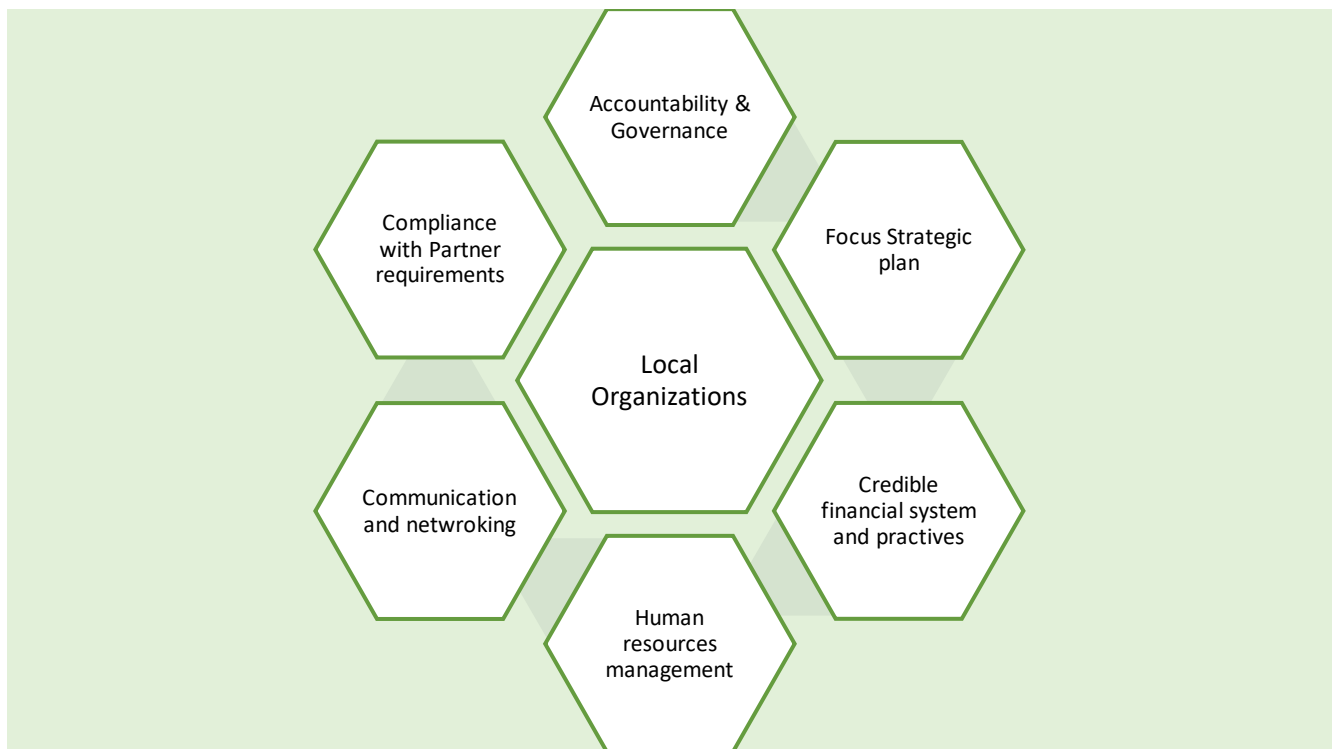 Accountability &
Governance
Compliance
with Partner
requirements
Focus Strategic
plan
Local
Organizations
Communication
and netwroking
Credible
financial system
and practives
Human
resources
management